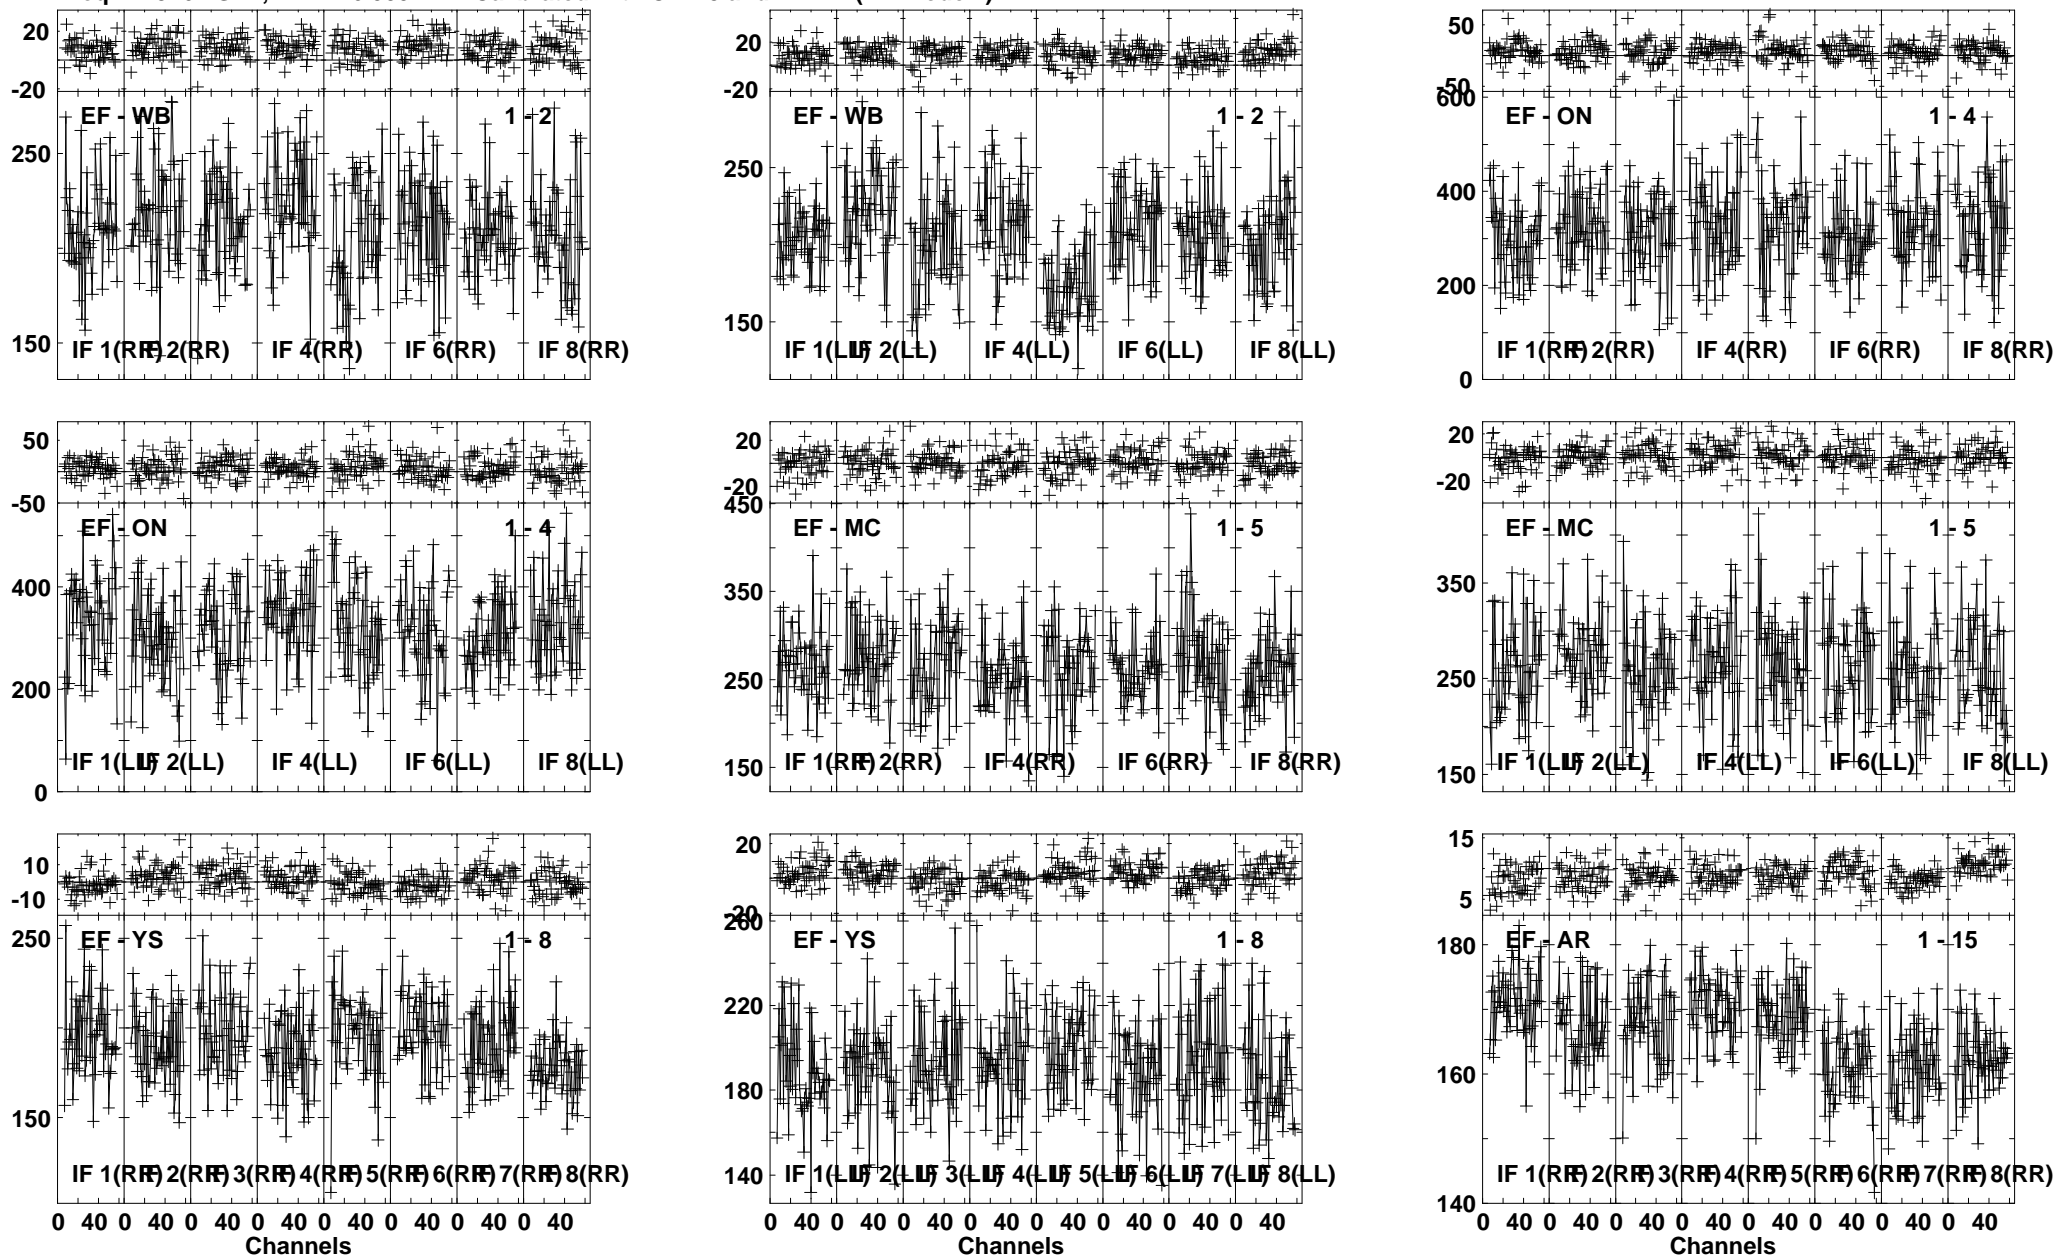 20
-20
EF - WB
1 - 2
250
150
IF 1(RR) IF 2(RR) IF 4(RR) IF 6(RR) IF 8(RR)
20
-20
EF - WB
1 - 2
250
150
IF 1(LL) IF 2(LL) IF 4(LL) IF 6(LL) IF 8(LL)
50
-50
600
EF - ON
1 - 4
400
200
0
IF 1(RR) IF 2(RR) IF 4(RR) IF 6(RR) IF 8(RR)
50
-50
EF - ON
1 - 4
400
200
0
IF 1(LL) IF 2(LL) IF 4(LL) IF 6(LL) IF 8(LL)
20
-20
450
EF - MC
1 - 5
350
250
150
IF 1(RR) IF 2(RR) IF 4(RR) IF 6(RR) IF 8(RR)
20
-20
EF - MC
1 - 5
350
250
150
IF 1(LL) IF 2(LL) IF 4(LL) IF 6(LL) IF 8(LL)
10
-10
250
EF - YS
1 - 8
150
IF 1(RR) IF 2(RR) IF 3(RR) IF 4(RR) IF 5(RR) IF 6(RR) IF 7(RR) IF 8(RR)
0 40 0 40 0 40 0 40 0 40 0 40 0 40 0 40
Channels
20
260
EF - YS
1 - 8
220
180
140
IF 1(LL) IF 2(LL) IF 3(LL) IF 4(LL) IF 5(LL) IF 6(LL) IF 7(LL) IF 8(LL)
0 40 0 40 0 40 0 40 0 40 0 40 0 40 0 40
Channels
15
5
EF - AR
1 - 15
180
160
140
IF 1(RR) IF 2(RR) IF 3(RR) IF 4(RR) IF 5(RR) IF 6(RR) IF 7(RR) IF 8(RR)
0 40 0 40 0 40 0 40 0 40 0 40 0 40 0 40
Channels